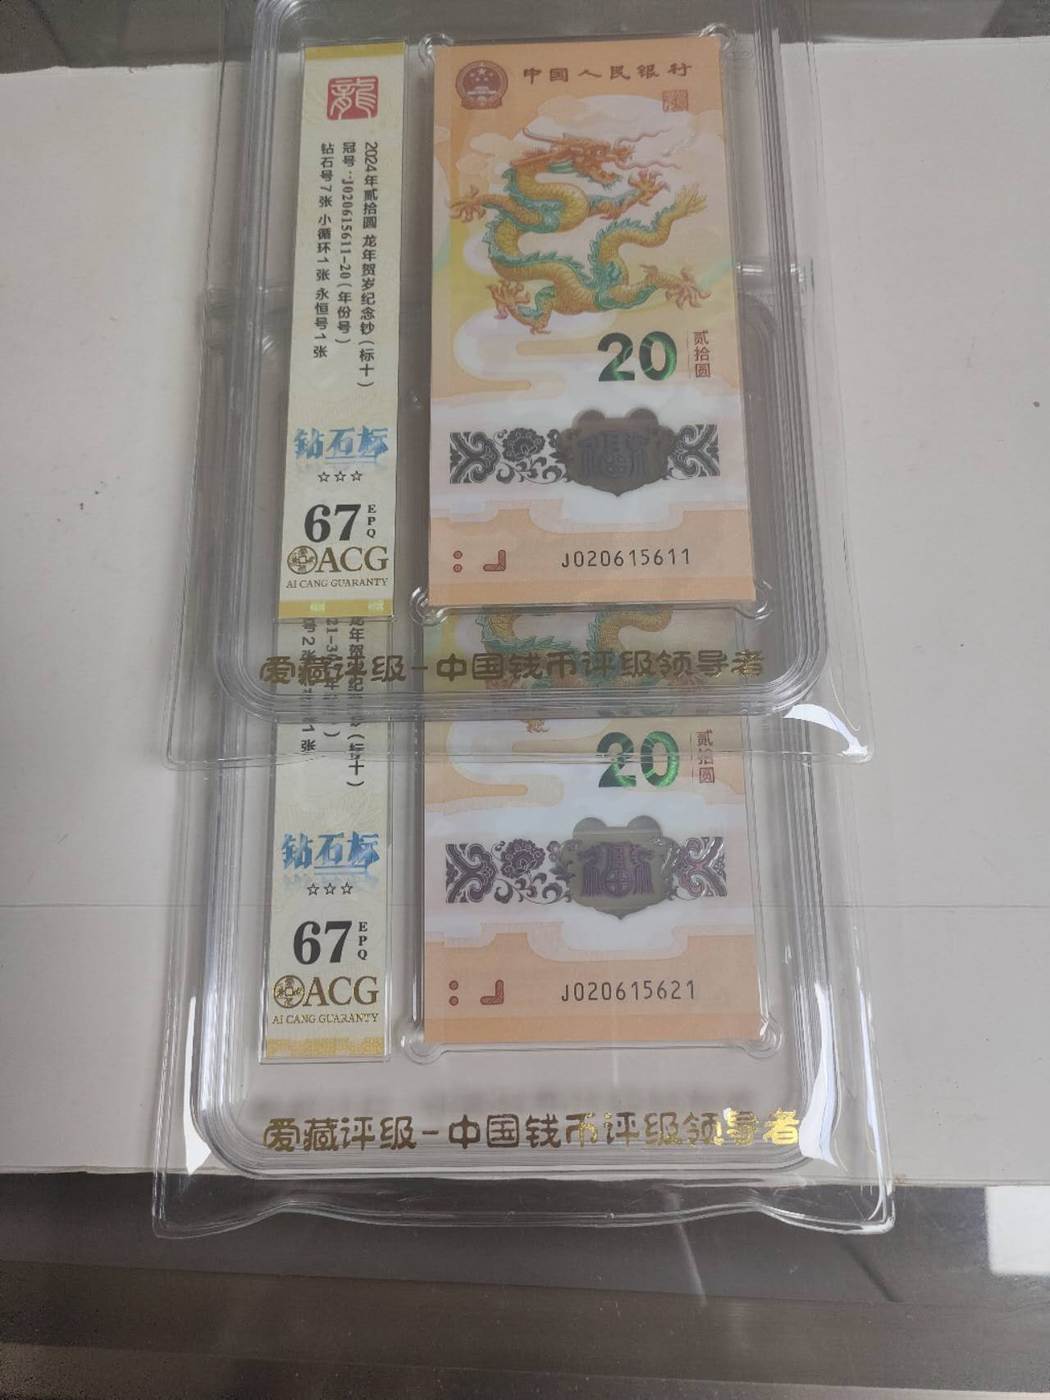 龍
2024年贰拾圆 龙年贺岁纪念钞(标十)
冠号:J020615611-20(年份号)
钻石号7张 小循环1张 永恒号1张
钻石标
☆☆☆
67 EPQ
ACG
AI CANG GUARANTY
中国人民银行
20
贰拾圆
福
J020615611
爱藏评级-中国钱币评级领导者
钻石标
☆☆☆
67 EPQ
ACG
AI CANG GUARANTY
20
贰拾圆
福
J020615621
爱藏评级-中国钱币评级领导者